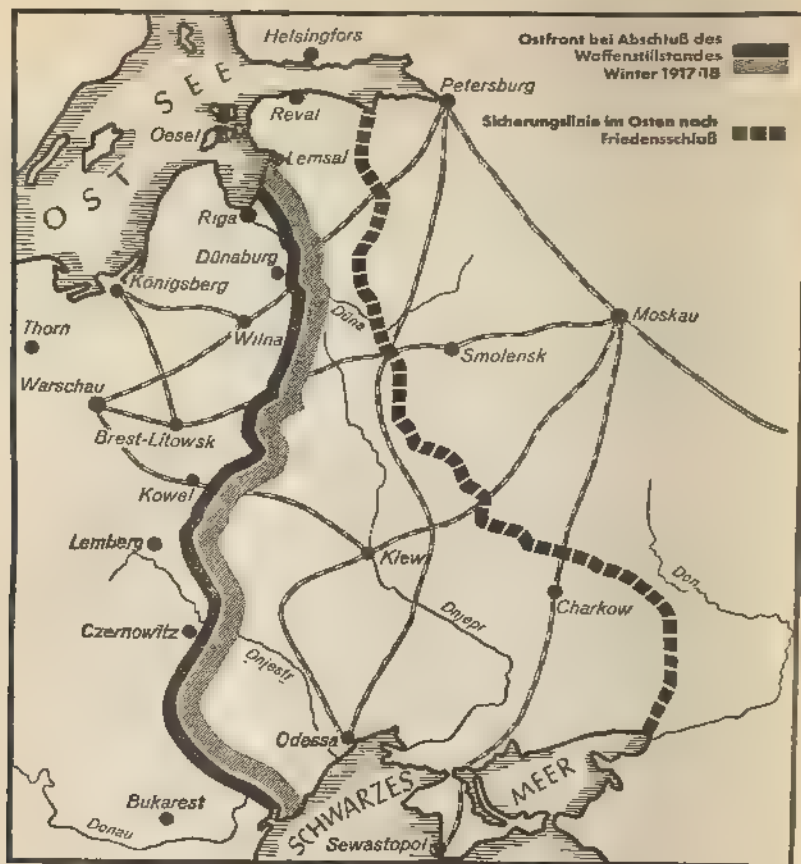 Helsingfors
Ostfront bei Abschluß des
Waffenstillstandes
Winter 1917/18
Petersburg
Sicherungslinie im Osten nach
Friedensschluß
OST SEE
Reval
Oesel
Lemsal
Riga
Dünaburg
Königsberg
Düna
Moskau
Thorn
Wilna
Smolensk
Warschau
Brest-Litowsk
Kowel
Lemberg
Kiew
Don
Charkow
Czernowitz
Dnjepr
Dnjestr
Odessa
SCHWARZES MEER
Bukarest
Donau
Sewastopol